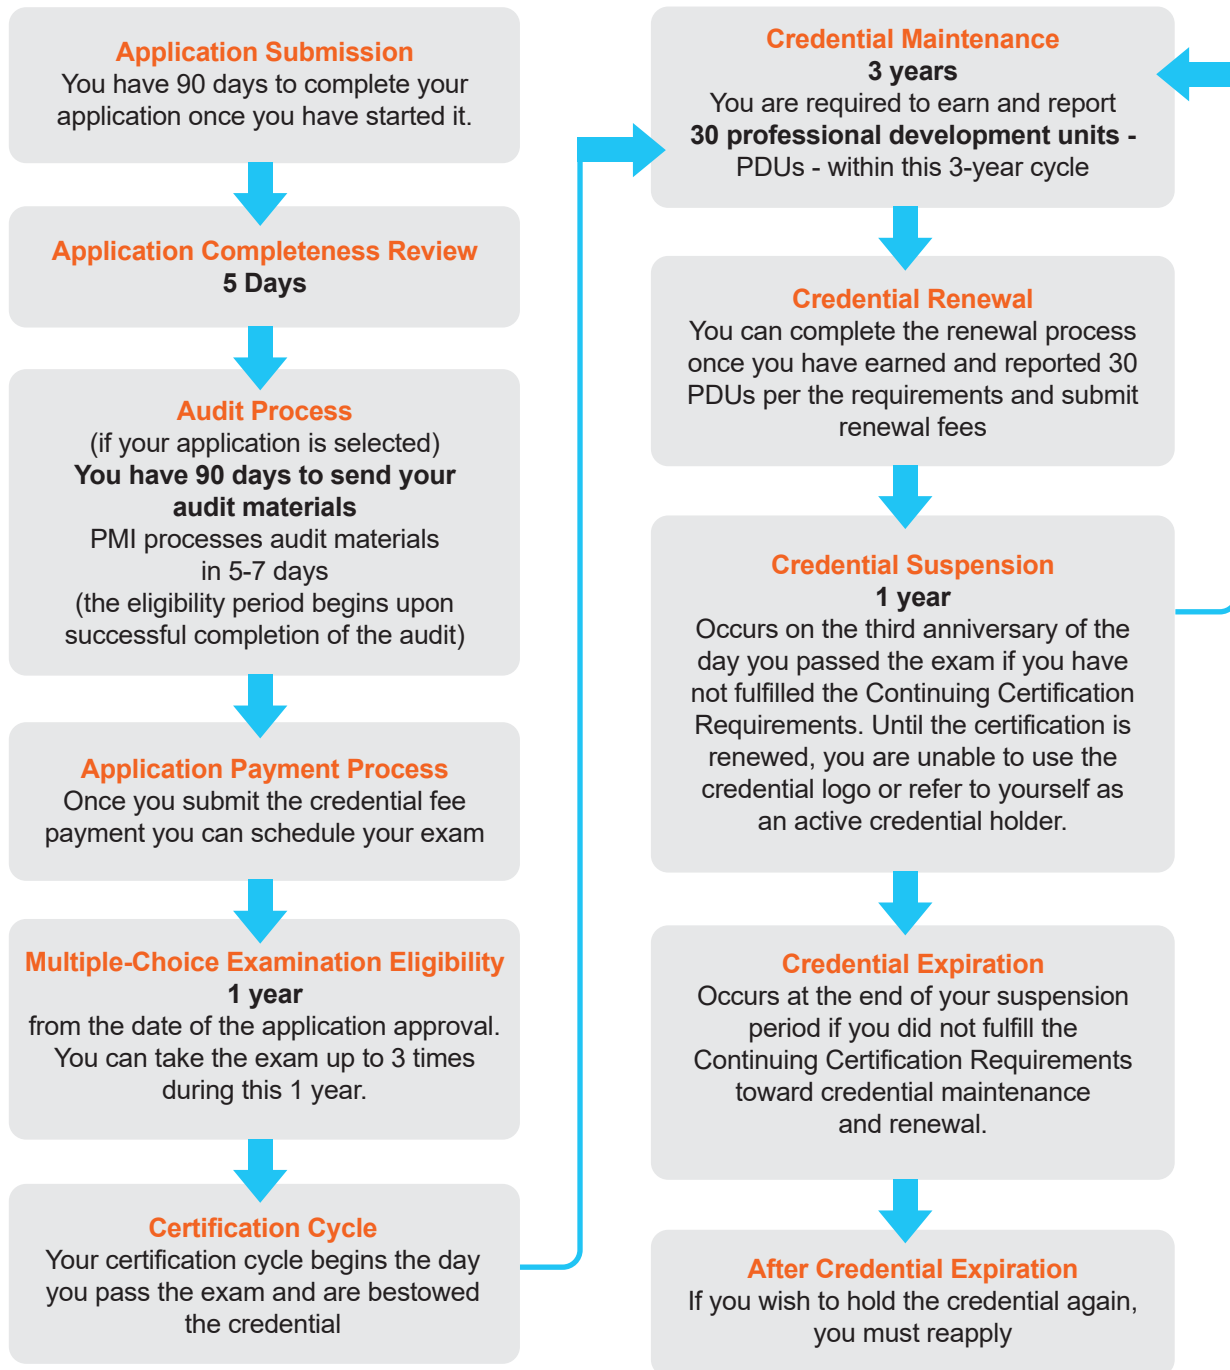 Application Submission
You have 90 days to complete your
application once you have started it.
Application Completeness Review
5 Days
Audit Process
(if your application is selected)
You have 90 days to send your
audit materials
PMI processes audit materials
in 5-7 days
(the eligibility period begins upon
successful completion of the audit)
Application Payment Process
Once you submit the credential fee
payment you can schedule your exam
Multiple-Choice Examination Eligibility
1 year
from the date of the application approval.
You can take the exam up to 3 times
during this 1 year.
Certification Cycle
Your certification cycle begins the day
you pass the exam and are bestowed
the credential
Credential Maintenance
3 years
You are required to earn and report
30 professional development units -
PDUs - within this 3-year cycle
Credential Renewal
You can complete the renewal process
once you have earned and reported 30
PDUs per the requirements and submit
renewal fees
Credential Suspension
1 year
Occurs on the third anniversary of the
day you passed the exam if you have
not fulfilled the Continuing Certification
Requirements. Until the certification is
renewed, you are unable to use the
credential logo or refer to yourself as
an active credential holder.
Credential Expiration
Occurs at the end of your suspension
period if you did not fulfill the
Continuing Certification Requirements
toward credential maintenance
and renewal.
After Credential Expiration
If you wish to hold the credential again,
you must reapply